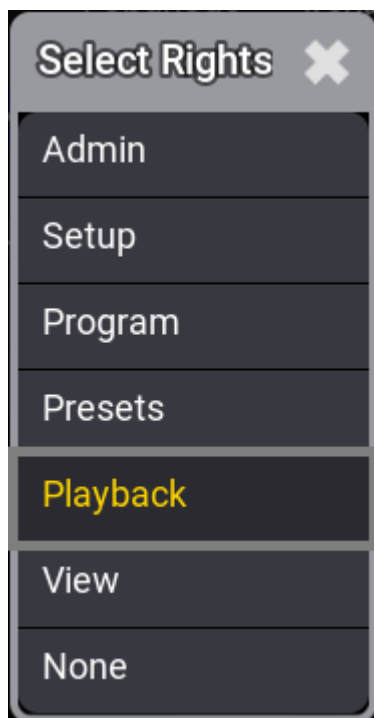 Select Rights
Admin
Setup
Program
Presets
Playback
View
None